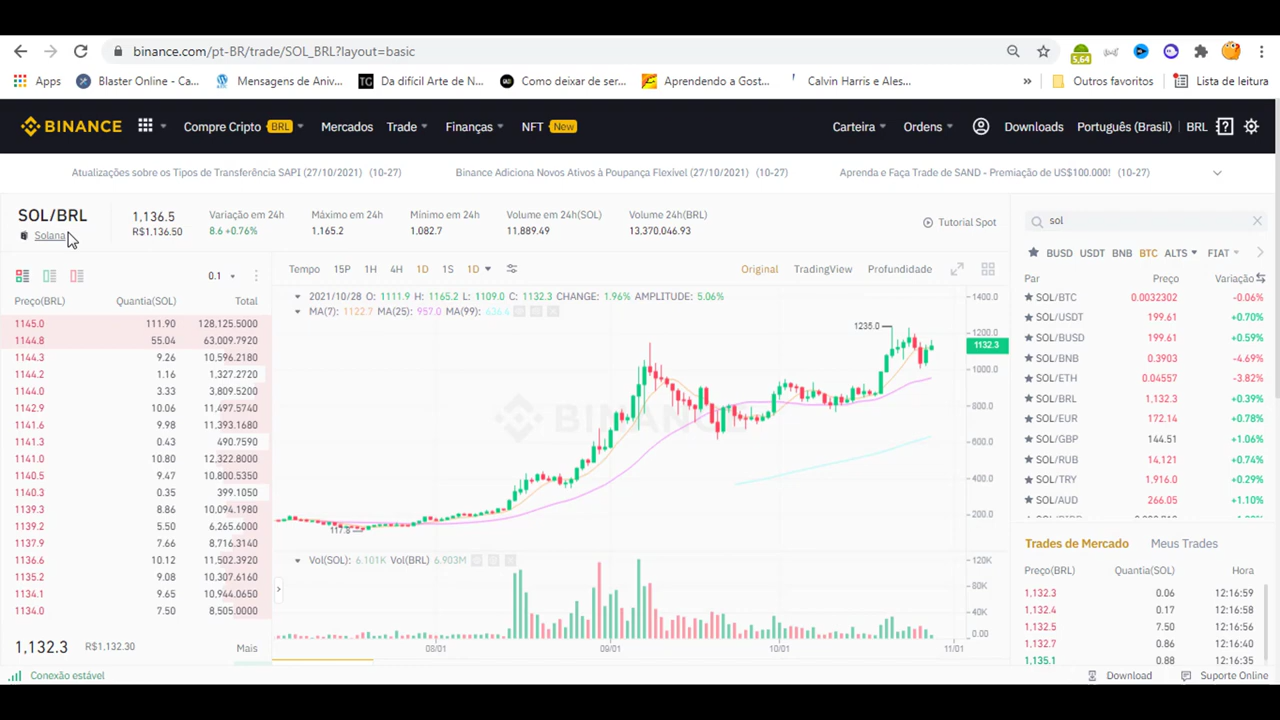 binance.com/pt-BR/trade/SOL_BRL?layout=basic
5,64
Apps
Blaster Online - Ca...
Mensagens de Aniv...
TG
Da difícil Arte de N...
Como deixar de ser...
Aprendendo a Gost...
Calvin Harris e Ales...
»
Outros favoritos
Lista de leitura
BINANCE
Compre Cripto BRL
Mercados
Trade
Finanças
NFT New
Carteira
Ordens
Downloads
Português (Brasil)
BRL
Atualizações sobre os Tipos de Transferência SAPI (27/10/2021) (10-27)
Binance Adiciona Novos Ativos à Poupança Flexível (27/10/2021) (10-27)
Aprenda e Faça Trade de SAND - Premiação de US$100.000! (10-27)
SOL/BRL
Solana
1,136.5
R$1,136.50
Variação em 24h
8.6 +0.76%
Máximo em 24h
1,165.2
Mínimo em 24h
1,082.7
Volume em 24h(SOL)
11,889.49
Volume 24h(BRL)
13,370,046.93
Tutorial Spot
0.1
Preço(BRL) Quantia(SOL) Total
1145.0 111.90 128,125.5000
1144.8 55.04 63,009.7920
1144.3 9.26 10,596.2180
1144.2 1.16 1,327.2720
1144.0 3.33 3,809.5200
1142.9 10.06 11,497.5740
1141.6 9.98 11,393.1680
1141.3 0.43 490.7590
1141.0 10.80 12,322.8000
1140.5 9.47 10,800.5350
1140.3 0.35 399.1050
1139.3 8.86 10,094.1980
1139.2 5.50 6,265.6000
1137.9 7.66 8,716.3140
1136.6 10.12 11,502.3920
1135.2 9.08 10,307.6160
1134.1 9.65 10,944.0650
1134.0 7.50 8,505.0000
1,132.3 R$1,132.30 Mais
Conexão estável
Tempo 15P 1H 4H 1D 1S 1D
Original TradingView Profundidade
2021/10/28 O: 1111.9 H: 1165.2 L: 1109.0 C: 1132.3 CHANGE: 1.96% AMPLITUDE: 5.06%
MA(7): 1122.7 MA(25): 957.0 MA(99): 636.6
1235.0
117.6
BINANCE
1400.0
1200.0
1132.3
1000.0
800.0
600.0
400.0
200.0
Vol(SOL): 6.101K Vol(BRL) 6.903M
120K
80K
40K
0.00
08/01 09/01 10/01 11/01
sol
BUSD USDT BNB BTC ALTS FIAT
Par Preço Variação
SOL/BTC 0.0032302 -0.06%
SOL/USDT 199.61 +0.70%
SOL/BUSD 199.61 +0.59%
SOL/BNB 0.3903 -4.69%
SOL/ETH 0.04557 -3.82%
SOL/BRL 1,132.3 +0.39%
SOL/EUR 172.14 +0.78%
SOL/GBP 144.51 +1.06%
SOL/RUB 14,121 +0.74%
SOL/TRY 1,916.0 +0.29%
SOL/AUD 266.05 +1.10%
Trades de Mercado Meus Trades
Preço(BRL) Quantia(SOL) Hora
1,132.3 0.06 12:16:59
1,132.4 0.17 12:16:58
1,132.5 7.50 12:16:56
1,132.7 0.86 12:16:40
1,135.1 0.88 12:16:35
Download
Suporte Online